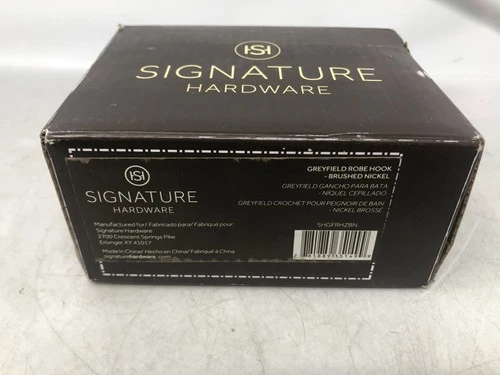 SIGNATURE
HARDWARE
SIGNATURE
HARDWARE
Manufactured for/ Fabricado para/ Fabriqué pour:
Signature Hardware
2700 Crescent Springs Pike
Erlanger, KY 41017
Made in China/ Hecho en China/ Fabriqué à China
signaturehardware.com
GREYFIELD ROBE HOOK
- BRUSHED NICKEL
GREYFIELD GANCHO PARA BATA
- NÍQUEL CEPILLADO
GREYFIELD CROCHET POUR PEIGNOIR DE BAIN
- NICKEL BROSSÉ
SHGFRHZBN